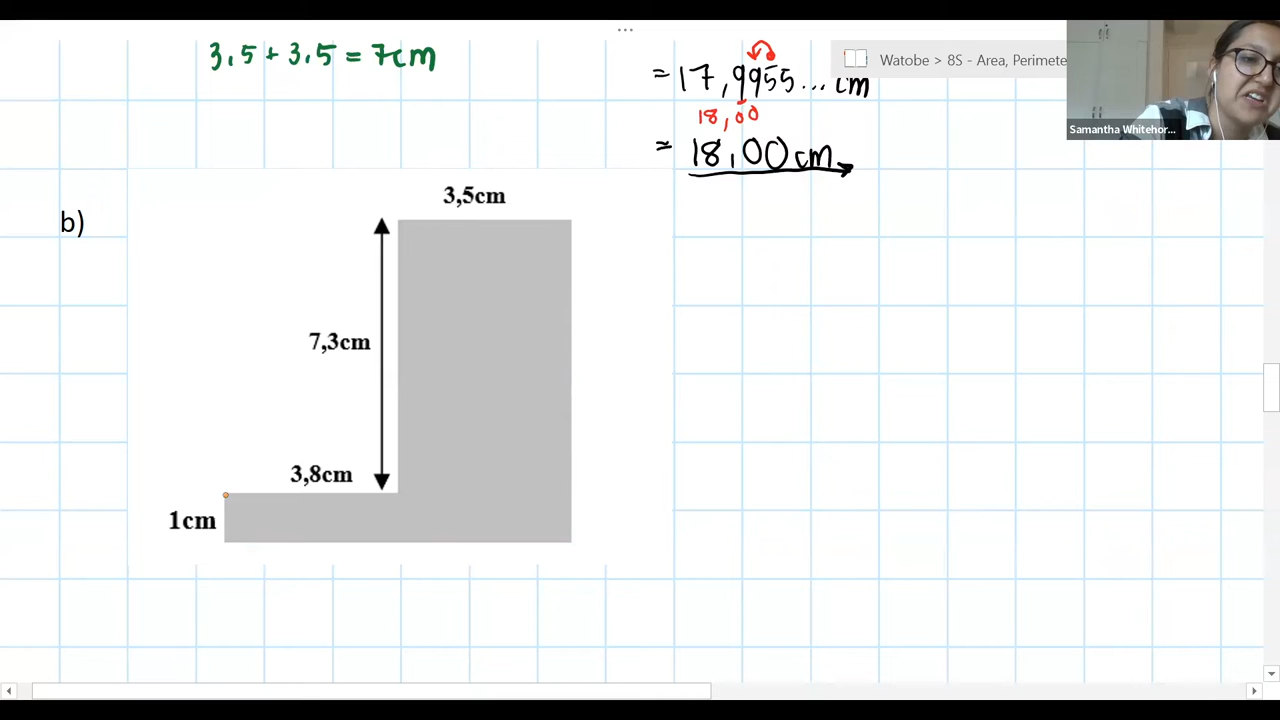 3.5 + 3.5 = 7cm
= 17,9955... cm
18,00
≈ 18,00cm
Watobe > 8S - Area, Perimete
Samantha Whitehor...
b)
3,5cm
7,3cm
3,8cm
1cm